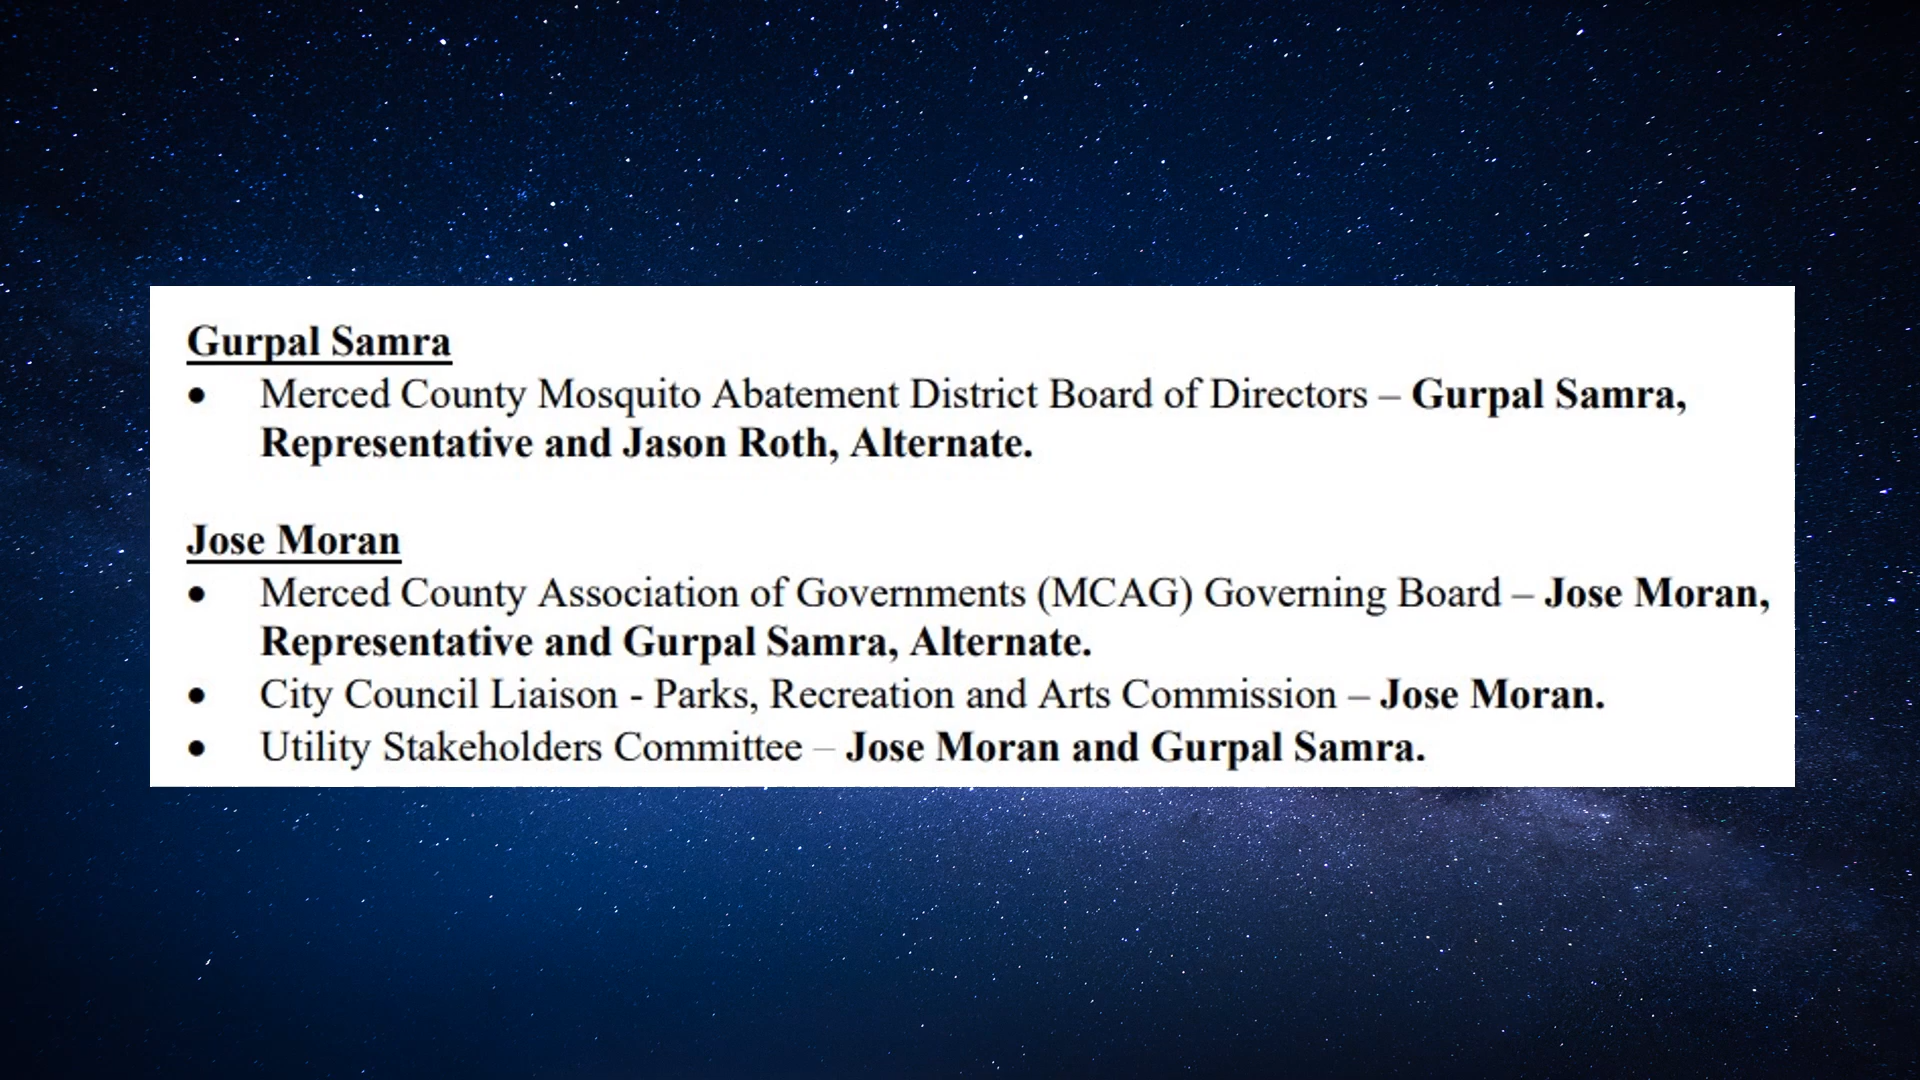 Gurpal Samra
• Merced County Mosquito Abatement District Board of Directors – Gurpal Samra,
Representative and Jason Roth, Alternate.
Jose Moran
• Merced County Association of Governments (MCAG) Governing Board – Jose Moran,
Representative and Gurpal Samra, Alternate.
• City Council Liaison - Parks, Recreation and Arts Commission – Jose Moran.
• Utility Stakeholders Committee – Jose Moran and Gurpal Samra.